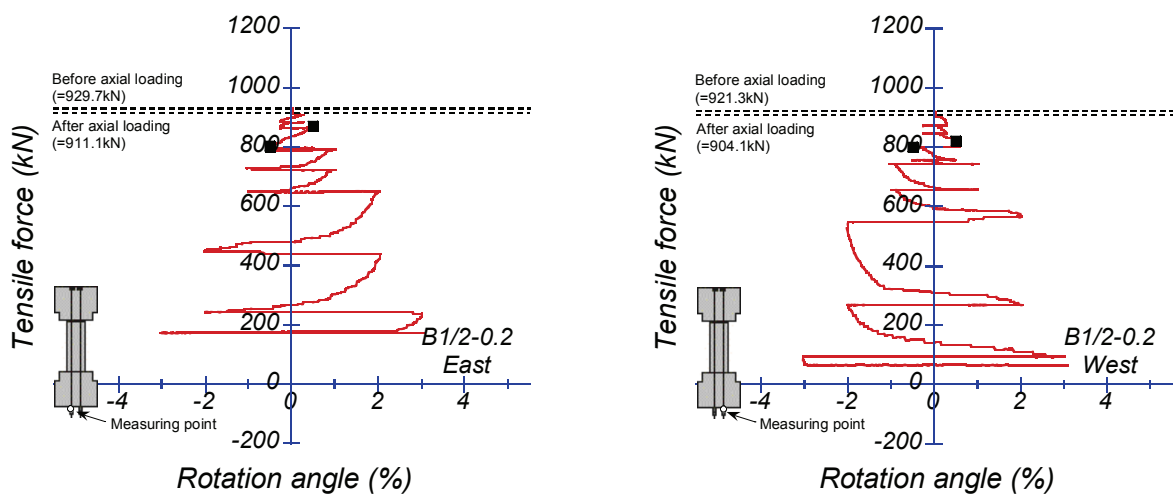 1200
1000
800
600
400
200
0
-200
Before axial loading
(=929.7kN)
After axial loading
(=911.1kN)
Tensile force (kN)
B1/2-0.2
East
Measuring point
-4 -2 0 2 4
Rotation angle (%)
1200
1000
800
600
400
200
0
-200
Before axial loading
(=921.3kN)
After axial loading
(=904.1kN)
Tensile force (kN)
B1/2-0.2
West
Measuring point
-4 -2 0 2 4
Rotation angle (%)